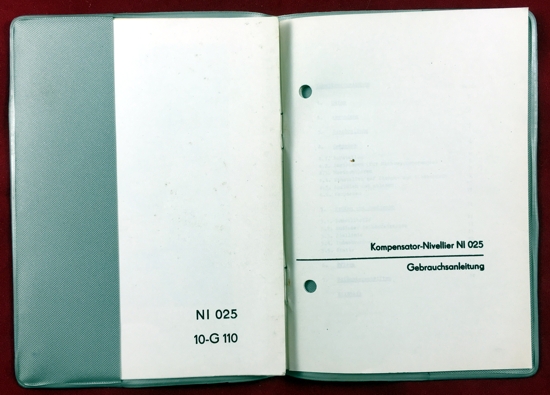 NI 025
10-G 110
Kompensator-Nivellier NI 025
Gebrauchsanleitung